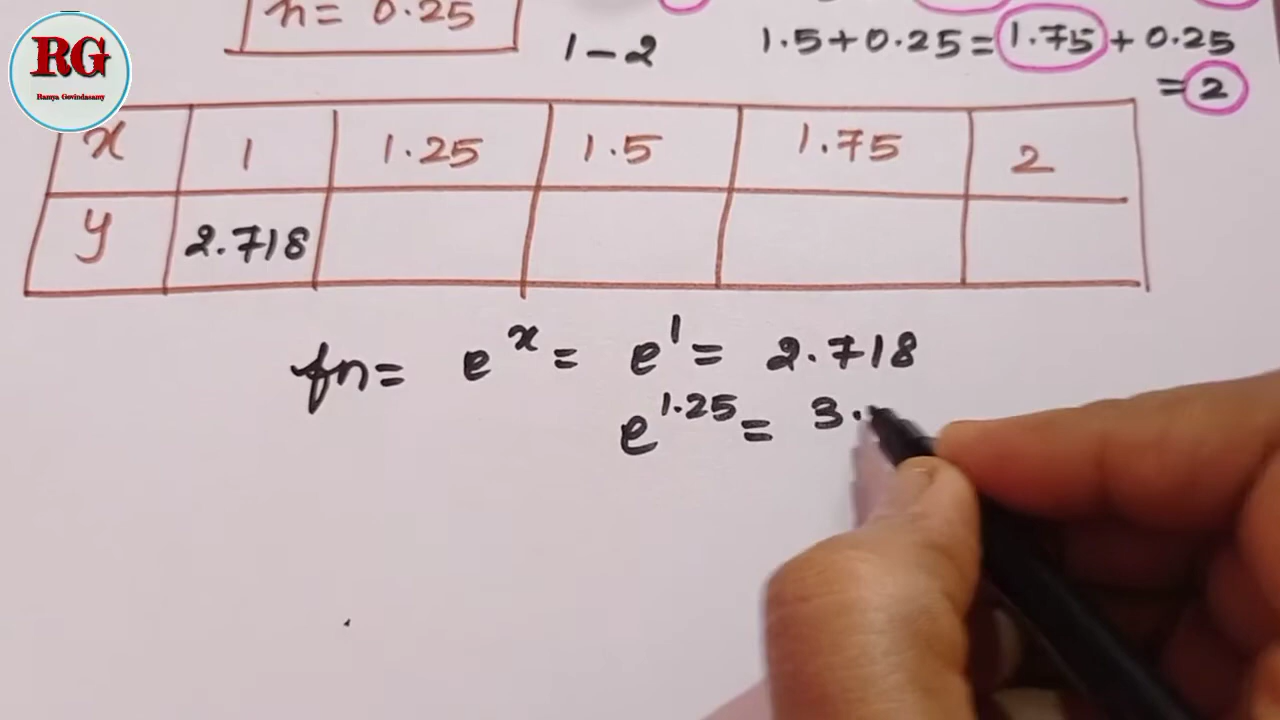 RG
Ramya Govindasamy
h = 0.25
1 - 2
1.5 + 0.25 = 1.75 + 0.25
= 2
x 1 1.25 1.5 1.75 2
y 2.718
fn = e^x = e^1 = 2.718
e^1.25 = 3.